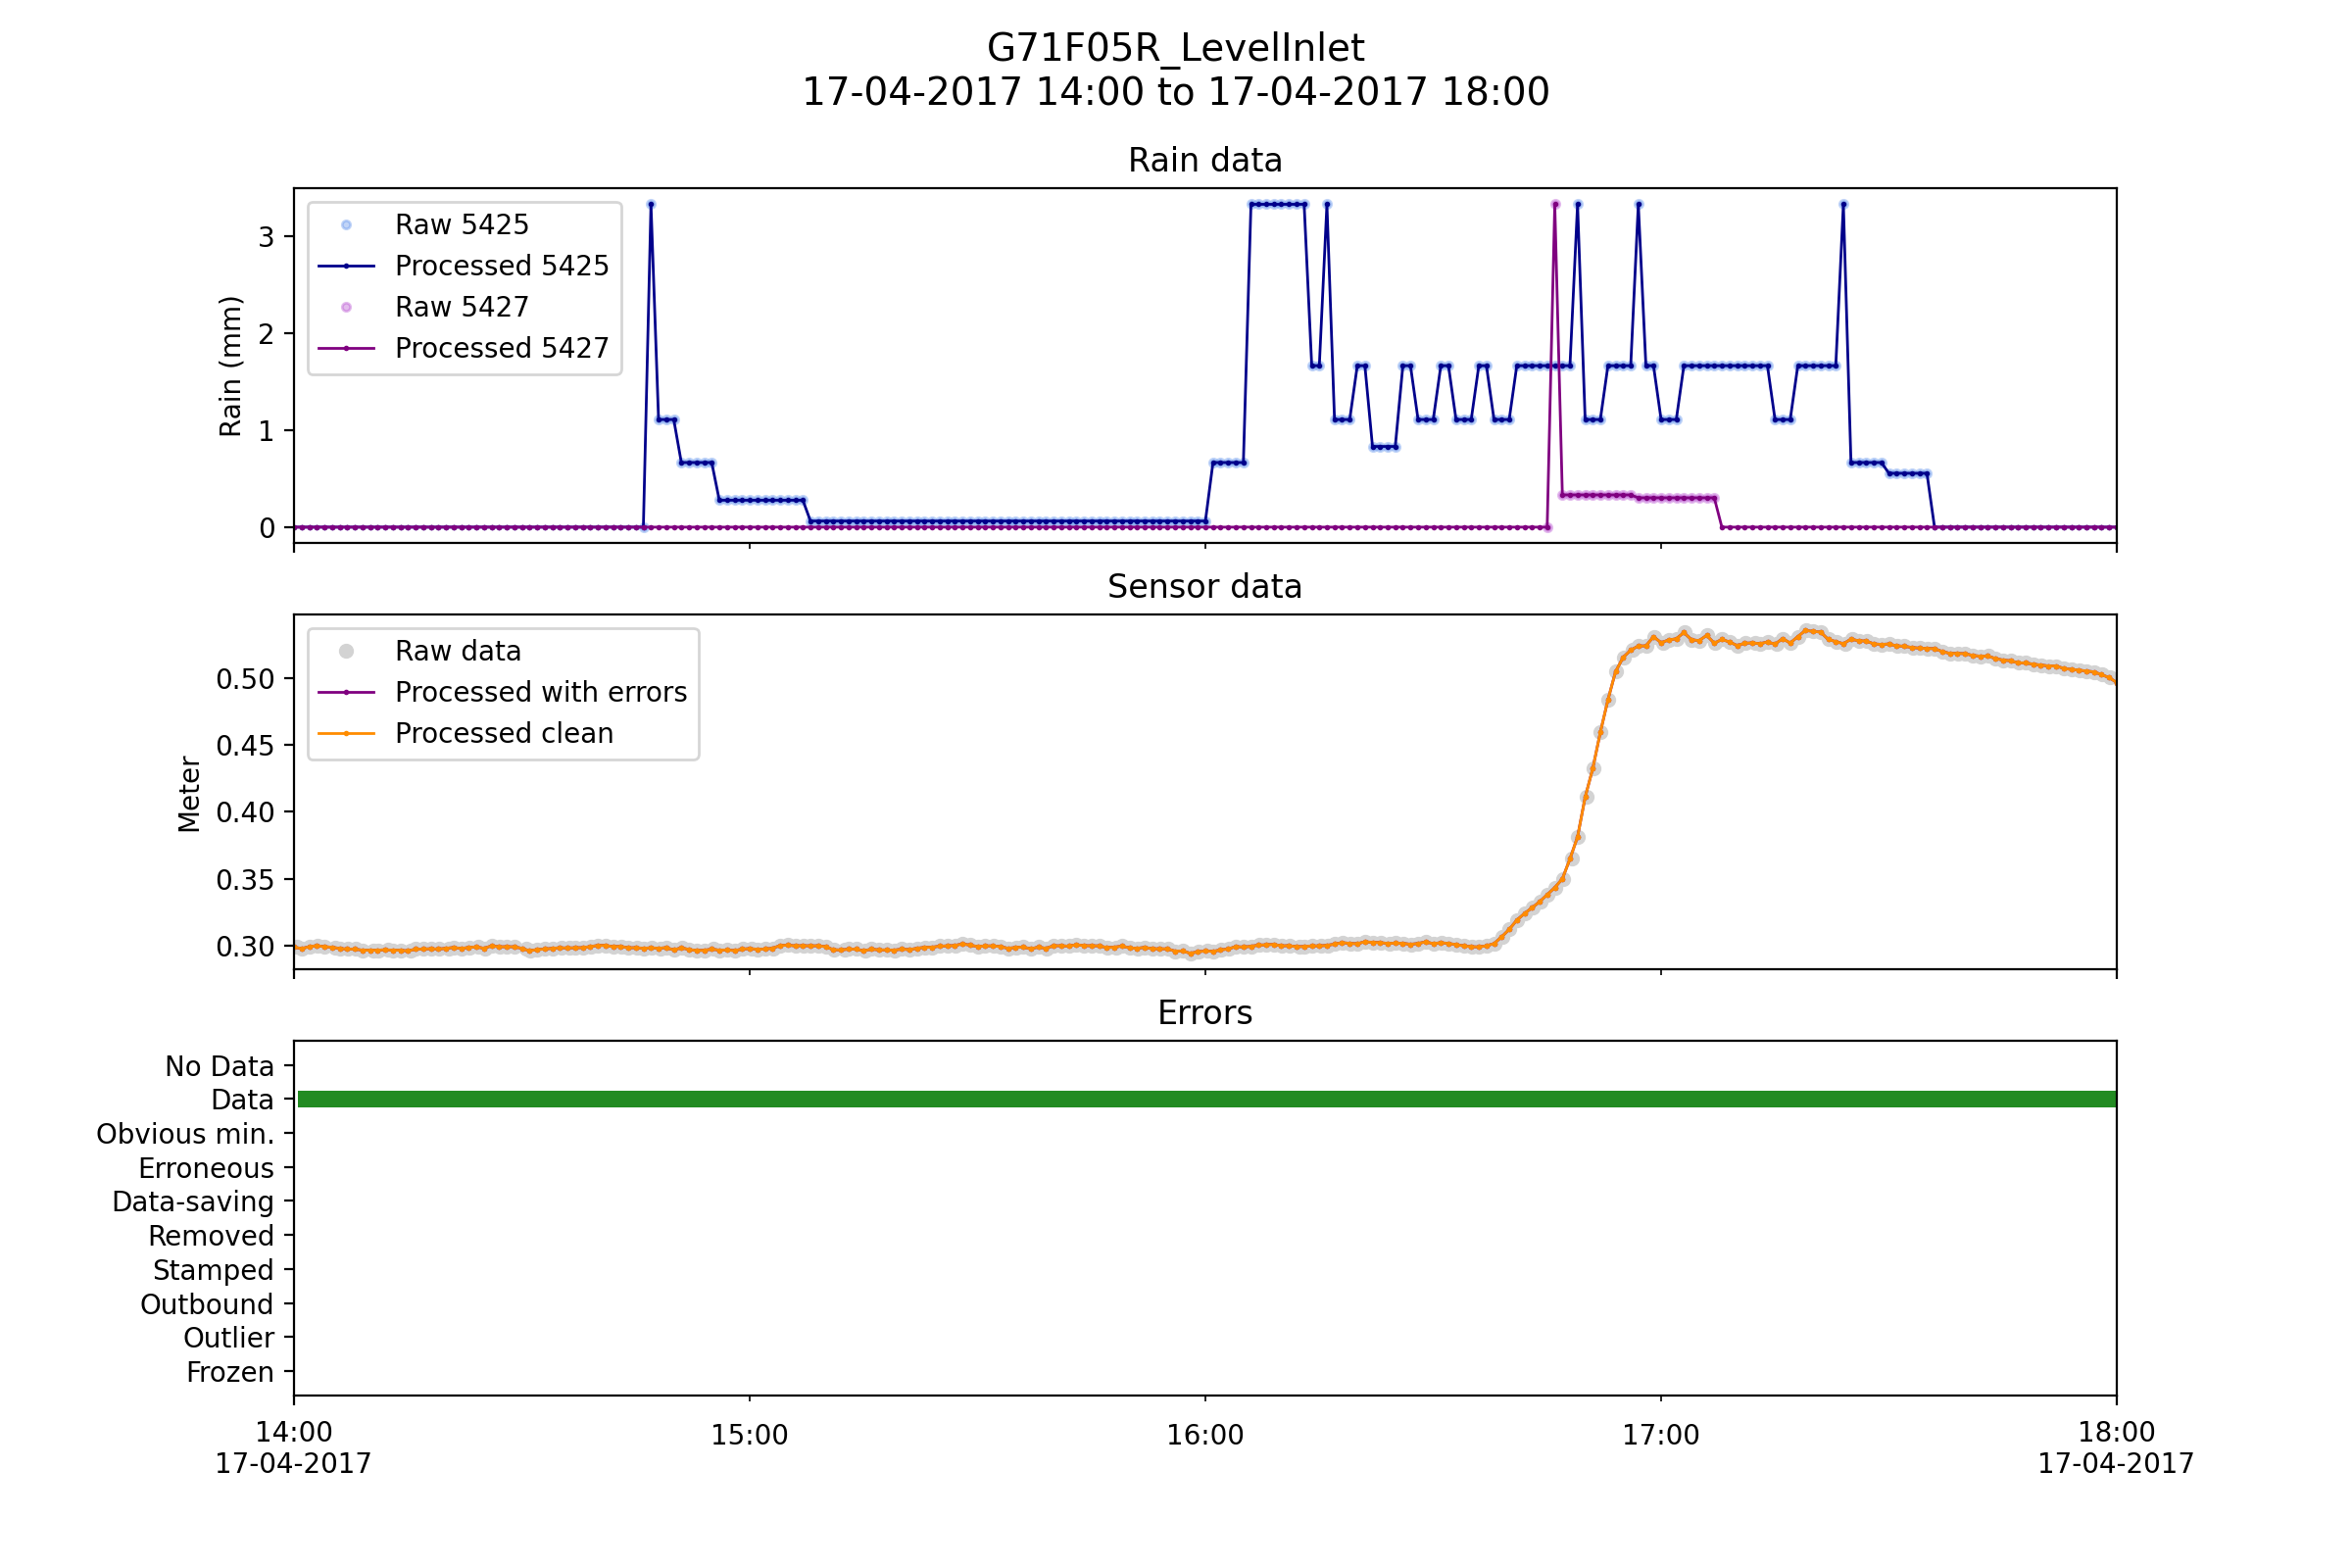 G71F05R_LevelInlet
17-04-2017 14:00 to 17-04-2017 18:00
Rain data
Raw 5425
Processed 5425
Raw 5427
Processed 5427
Rain (mm)
3
2
1
0
Sensor data
Raw data
Processed with errors
Processed clean
Meter
0.50
0.45
0.40
0.35
0.30
Errors
No Data
Data
Obvious min.
Erroneous
Data-saving
Removed
Stamped
Outbound
Outlier
Frozen
14:00
17-04-2017
15:00
16:00
17:00
18:00
17-04-2017